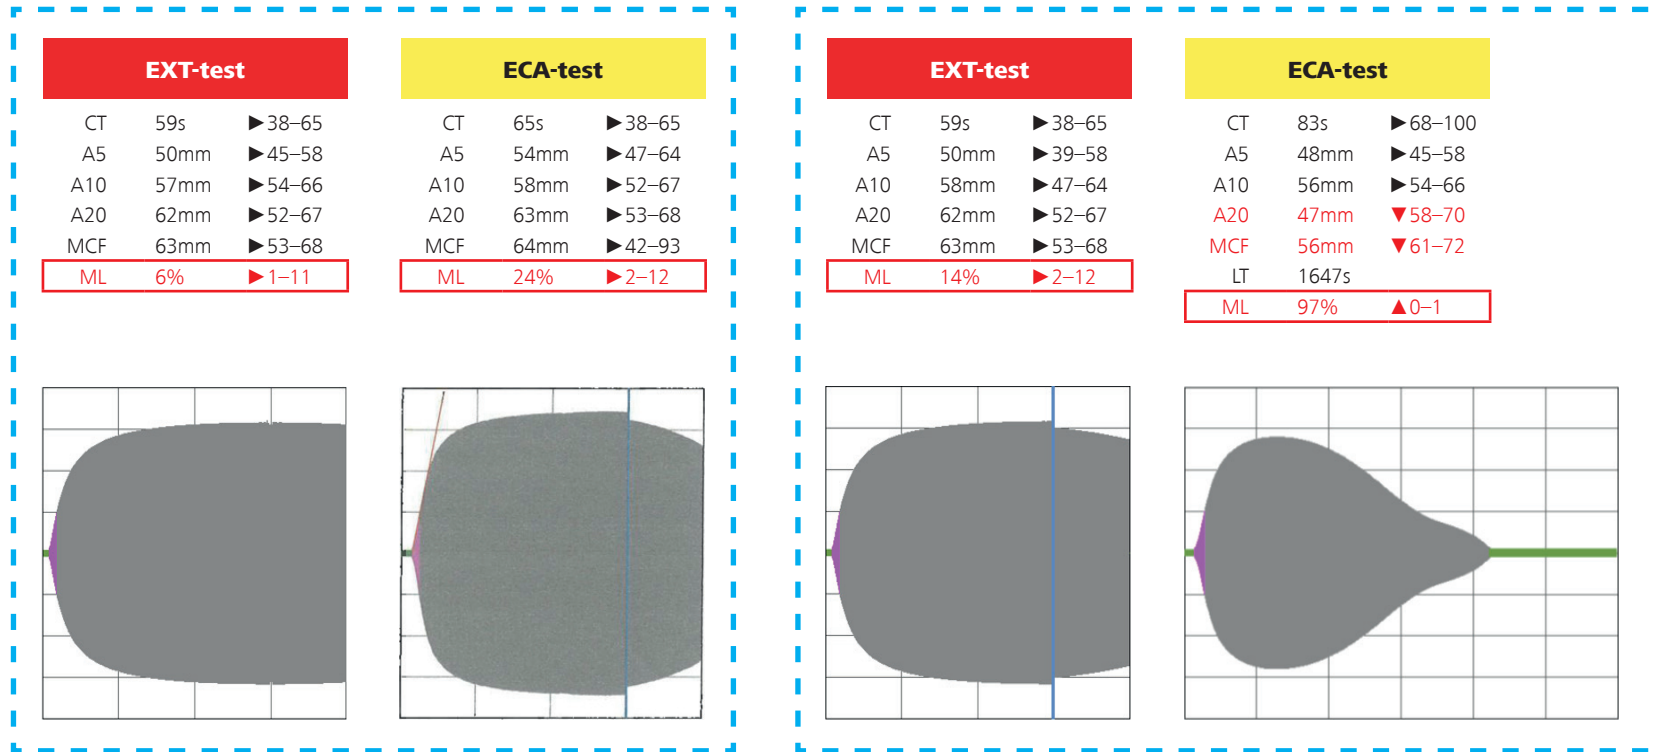 EXT-test
CT 59s ►38–65
A5 50mm ►45–58
A10 57mm ►54–66
A20 62mm ►52–67
MCF 63mm ►53–68
ML 6% ►1–11
ECA-test
CT 65s ►38–65
A5 54mm ►47–64
A10 58mm ►52–67
A20 63mm ►53–68
MCF 64mm ►42–93
ML 24% ►2–12
EXT-test
CT 59s ►38–65
A5 50mm ►39–58
A10 58mm ►47–64
A20 62mm ►52–67
MCF 63mm ►53–68
ML 14% ►2–12
ECA-test
CT 83s ►68–100
A5 48mm ►45–58
A10 56mm ►54–66
A20 47mm ▼58–70
MCF 56mm ▼61–72
LT 1647s
ML 97% ▲0–1